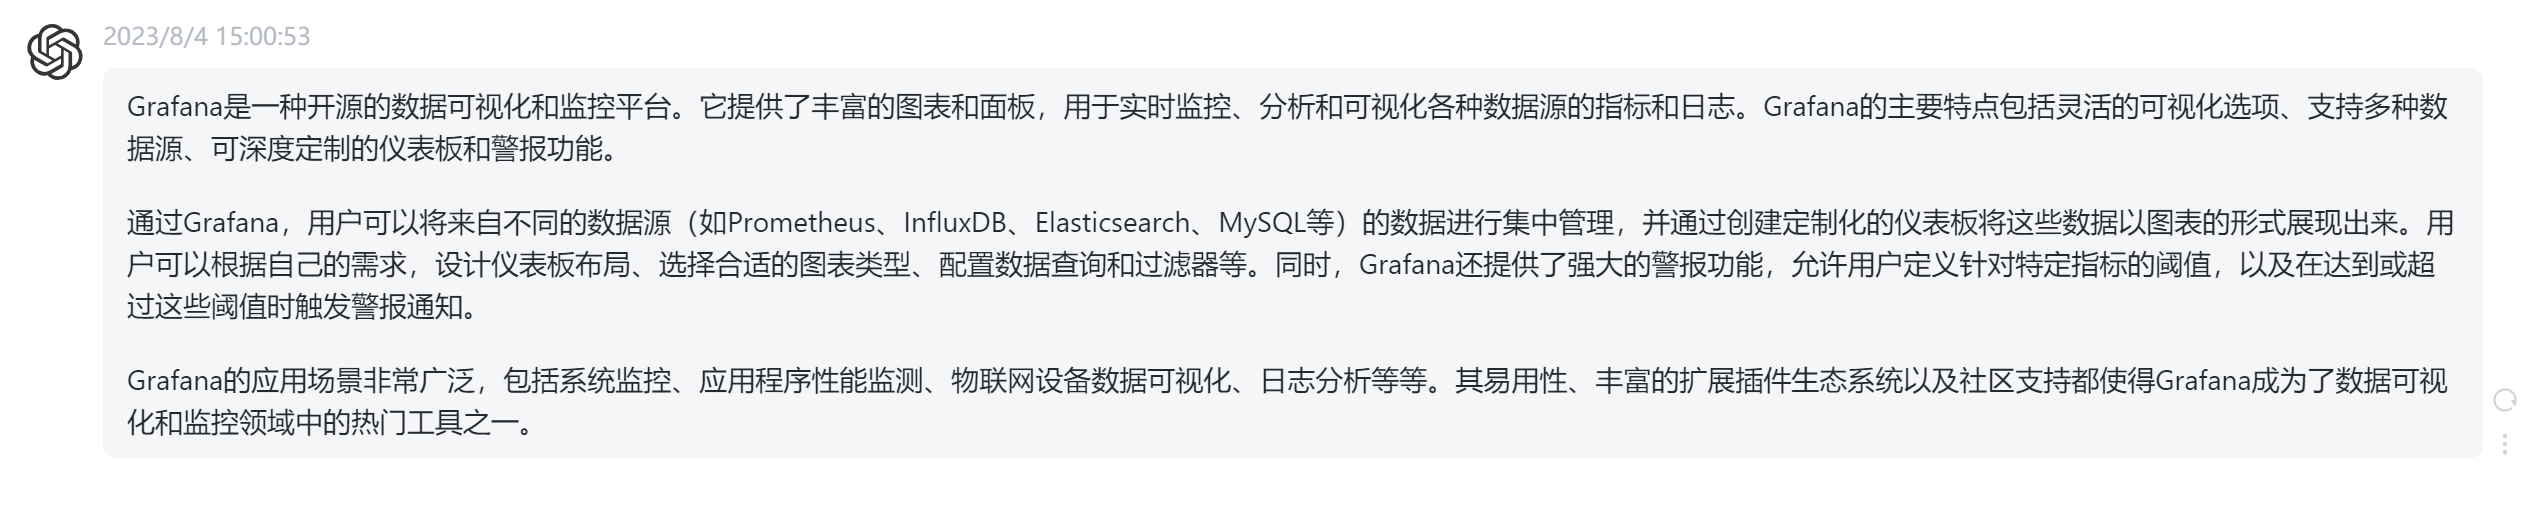 2023/8/4 15:00:53
Grafana是一种开源的数据可视化和监控平台。它提供了丰富的图表和面板，用于实时监控、分析和可视化各种数据源的指标和日志。Grafana的主要特点包括灵活的可视化选项、支持多种数
据源、可深度定制的仪表板和警报功能。
通过Grafana，用户可以将来自不同的数据源（如Prometheus、InfluxDB、Elasticsearch、MySQL等）的数据进行集中管理，并通过创建定制化的仪表板将这些数据以图表的形式展现出来。用
户可以根据自己的需求，设计仪表板布局、选择合适的图表类型、配置数据查询和过滤器等。同时，Grafana还提供了强大的警报功能，允许用户定义针对特定指标的阈值，以及在达到或超
过这些阈值时触发警报通知。
Grafana的应用场景非常广泛，包括系统监控、应用程序性能监测、物联网设备数据可视化、日志分析等等。其易用性、丰富的扩展插件生态系统以及社区支持都使得Grafana成为了数据可视
化和监控领域中的热门工具之一。